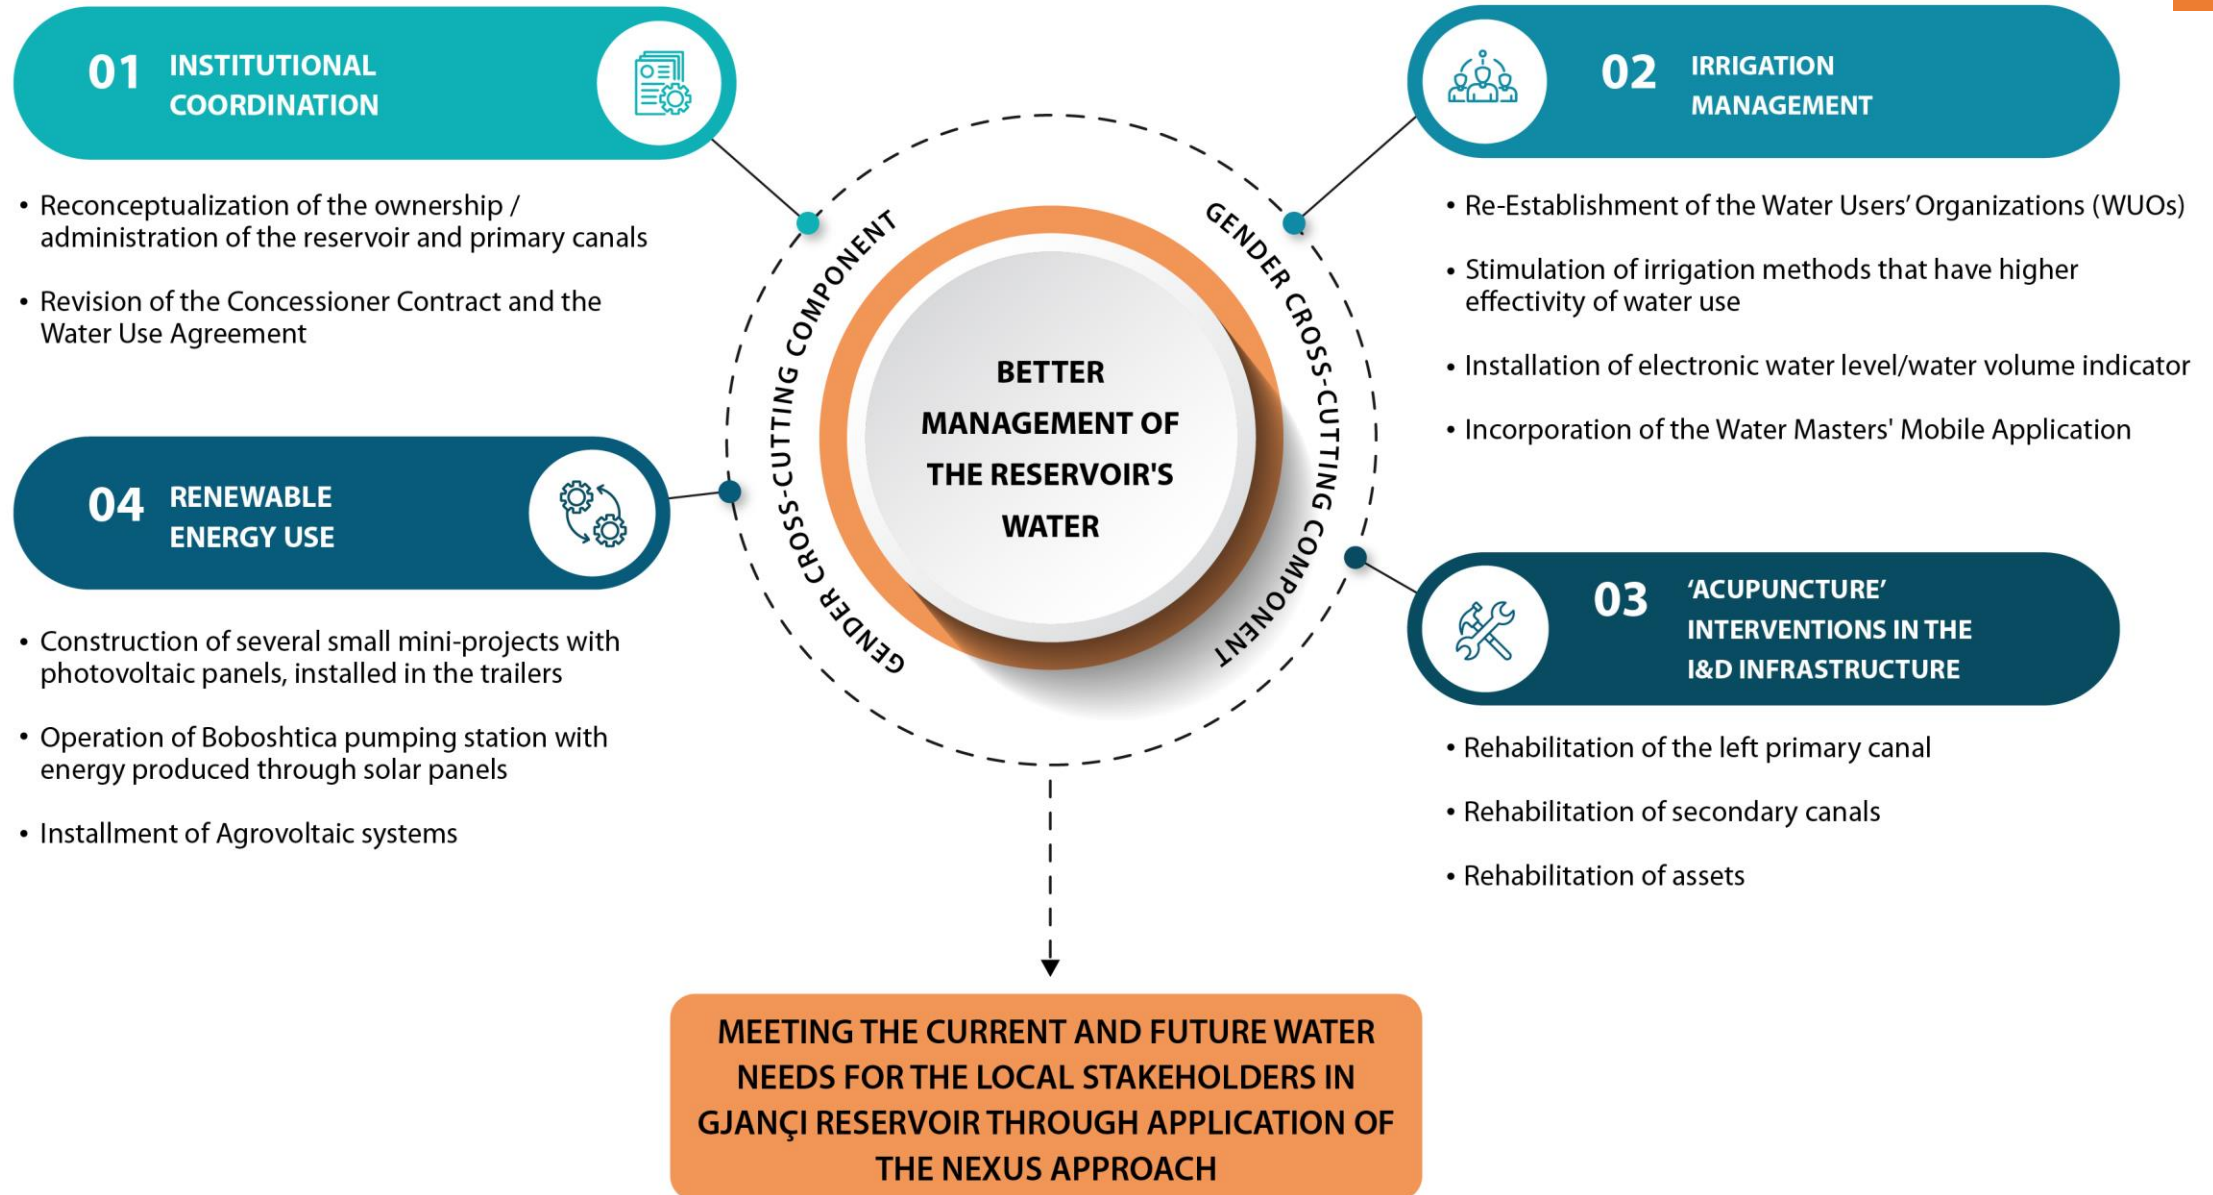 01 INSTITUTIONAL
COORDINATION
• Reconceptualization of the ownership /
administration of the reservoir and primary canals
• Revision of the Concessioner Contract and the
Water Use Agreement
02 IRRIGATION
MANAGEMENT
• Re-Establishment of the Water Users' Organizations (WUOs)
• Stimulation of irrigation methods that have higher
effectivity of water use
• Installation of electronic water level/water volume indicator
• Incorporation of the Water Masters' Mobile Application
GENDER CROSS-CUTTING COMPONENT
GENDER CROSS-CUTTING COMPONENT
BETTER
MANAGEMENT OF
THE RESERVOIR'S
WATER
04 RENEWABLE
ENERGY USE
• Construction of several small mini-projects with
photovoltaic panels, installed in the trailers
• Operation of Boboshtica pumping station with
energy produced through solar panels
• Installment of Agrovoltaic systems
03 ‘ACUPUNCTURE’
INTERVENTIONS IN THE
I&D INFRASTRUCTURE
• Rehabilitation of the left primary canal
• Rehabilitation of secondary canals
• Rehabilitation of assets
MEETING THE CURRENT AND FUTURE WATER
NEEDS FOR THE LOCAL STAKEHOLDERS IN
GJANÇI RESERVOIR THROUGH APPLICATION OF
THE NEXUS APPROACH